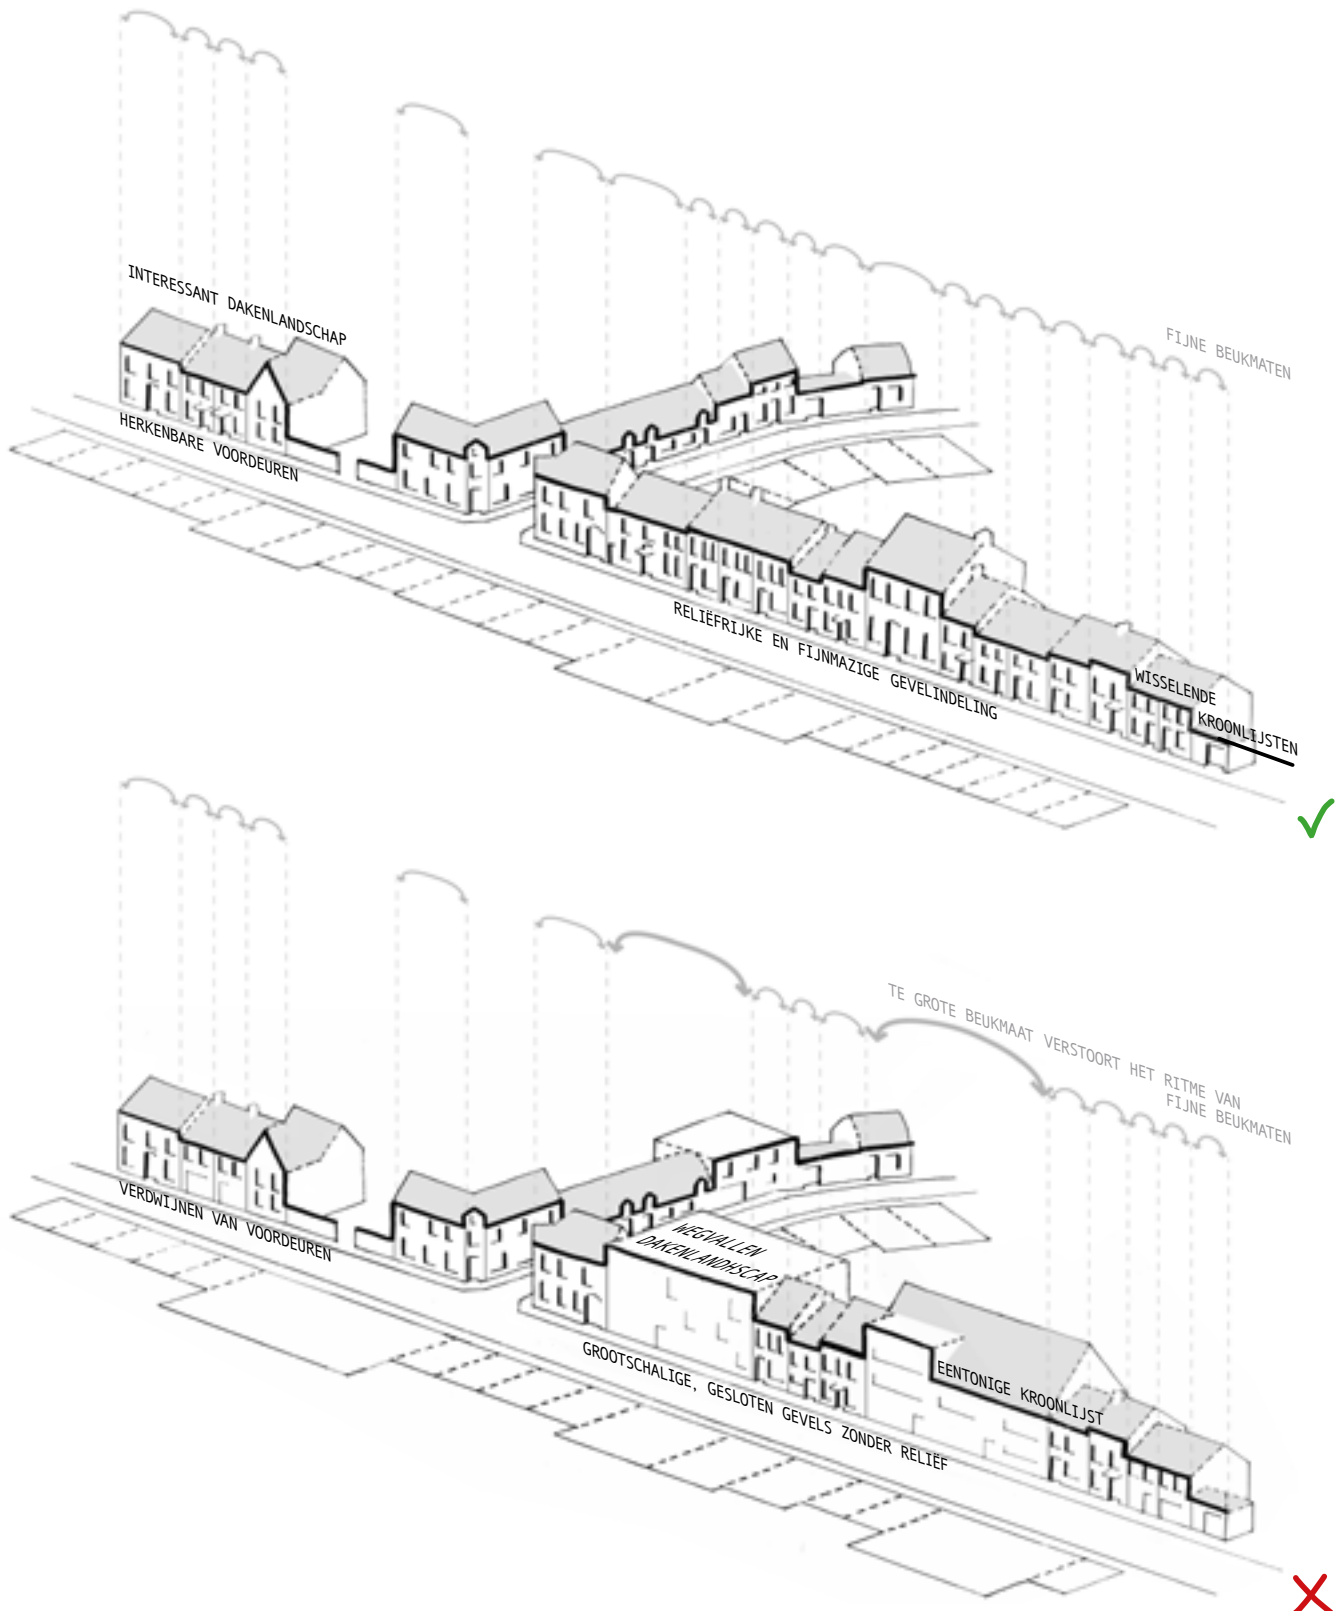 INTERESSANT DAKENLANDSCHAP
FIJNE BEUKMATEN
HERKENBARE VOORDEUREN
RELIËFRIJKE EN FIJNMAZIGE GEVELINDELING
WISSELENDE
KROONLIJSTEN
TE GROTE BEUKMAAT VERSTOORT HET RITME VAN
FIJNE BEUKMATEN
VERDWIJNEN VAN VOORDEUREN
WEGVALLEN
DAKENLANDHSCAP
GROOTSCHALIGE, GESLOTEN GEVELS ZONDER RELIËF
EENTONIGE KROONLIJST